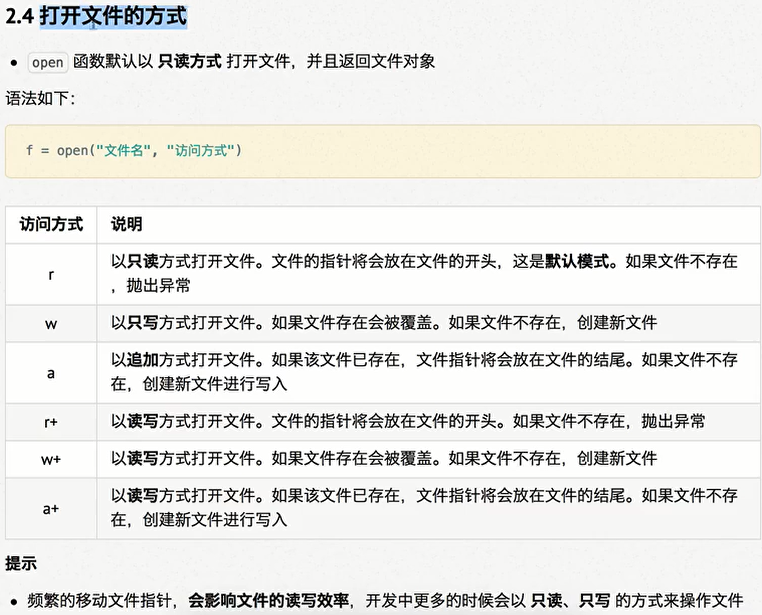 2.4 打开文件的方式
• open 函数默认以 只读方式 打开文件，并且返回文件对象
语法如下：
f = open("文件名", "访问方式")
访问方式 说明
r 以只读方式打开文件。文件的指针将会放在文件的开头，这是默认模式。如果文件不存在
，抛出异常
w 以只写方式打开文件。如果文件存在会被覆盖。如果文件不存在，创建新文件
a 以追加方式打开文件。如果该文件已存在，文件指针将会放在文件的结尾。如果文件不存
在，创建新文件进行写入
r+ 以读写方式打开文件。文件的指针将会放在文件的开头。如果文件不存在，抛出异常
w+ 以读写方式打开文件。如果文件存在会被覆盖。如果文件不存在，创建新文件
a+ 以读写方式打开文件。如果该文件已存在，文件指针将会放在文件的结尾。如果文件不存
在，创建新文件进行写入
提示
• 频繁的移动文件指针，会影响文件的读写效率，开发中更多的时候会以 只读、只写 的方式来操作文件